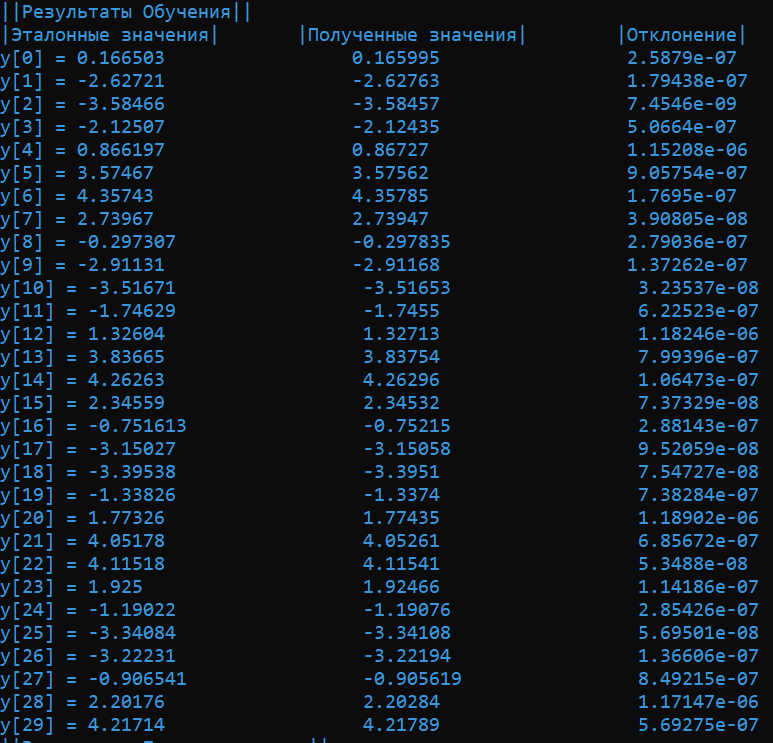 ||Результаты Обучения||
|Эталонные значения| |Полученные значения| |Отклонение|
y[0] = 0.166503 0.165995 2.5879e-07
y[1] = -2.62721 -2.62763 1.79438e-07
y[2] = -3.58466 -3.58457 7.4546e-09
y[3] = -2.12507 -2.12435 5.0664e-07
y[4] = 0.866197 0.86727 1.15208e-06
y[5] = 3.57467 3.57562 9.05754e-07
y[6] = 4.35743 4.35785 1.7695e-07
y[7] = 2.73967 2.73947 3.90805e-08
y[8] = -0.297307 -0.297835 2.79036e-07
y[9] = -2.91131 -2.91168 1.37262e-07
y[10] = -3.51671 -3.51653 3.23537e-08
y[11] = -1.74629 -1.7455 6.22523e-07
y[12] = 1.32604 1.32713 1.18246e-06
y[13] = 3.83665 3.83754 7.99396e-07
y[14] = 4.26263 4.26296 1.06473e-07
y[15] = 2.34559 2.34532 7.37329e-08
y[16] = -0.751613 -0.75215 2.88143e-07
y[17] = -3.15027 -3.15058 9.52059e-08
y[18] = -3.39538 -3.3951 7.54727e-08
y[19] = -1.33826 -1.3374 7.38284e-07
y[20] = 1.77326 1.77435 1.18902e-06
y[21] = 4.05178 4.05261 6.85672e-07
y[22] = 4.11518 4.11541 5.3488e-08
y[23] = 1.925 1.92466 1.14186e-07
y[24] = -1.19022 -1.19076 2.85426e-07
y[25] = -3.34084 -3.34108 5.69501e-08
y[26] = -3.22231 -3.22194 1.36606e-07
y[27] = -0.906541 -0.905619 8.49215e-07
y[28] = 2.20176 2.20284 1.17147e-06
y[29] = 4.21714 4.21789 5.69275e-07